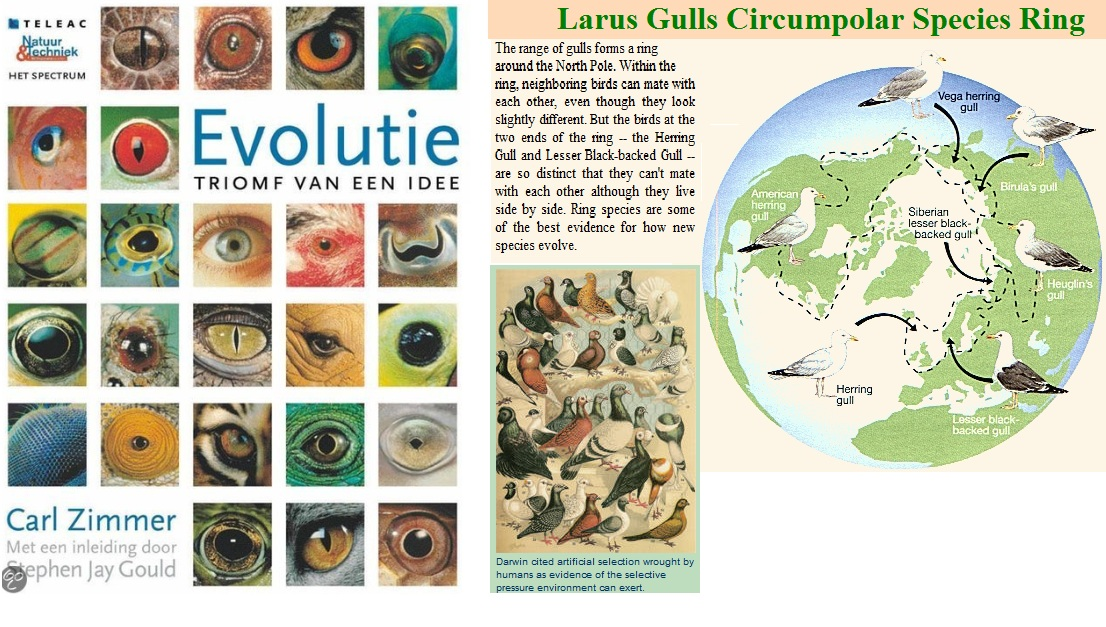 TELEAC
Natuur
&Techniek
HET SPECTRUM
Evolutie
TRIOMF VAN EEN IDEE
Carl Zimmer
Met een inleiding door
Stephen Jay Gould
Larus Gulls Circumpolar Species Ring
The range of gulls forms a ring
around the North Pole. Within the
ring, neighboring birds can mate with
each other, even though they look
slightly different. But the birds at the
two ends of the ring -- the Herring
Gull and Lesser Black-backed Gull --
are so distinct that they can't mate
with each other although they live
side by side. Ring species are some
of the best evidence for how new
species evolve.
Darwin cited artificial selection wrought by
humans as evidence of the selective
pressure environment can exert.
Vega herring
gull
Birula's gull
American
herring
gull
Siberian
lesser black-
backed gull
Heuglin's
gull
Herring
gull
Lesser black-
backed gull